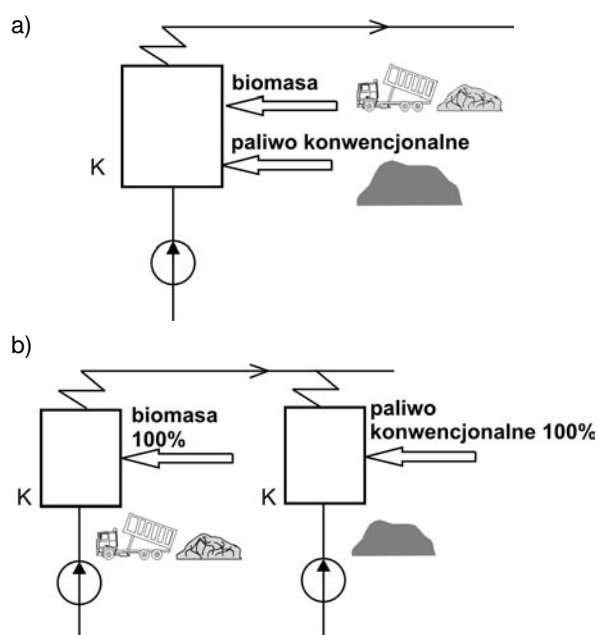 a)
biomasa
paliwo konwencjonalne
K
b)
biomasa
100%
paliwo
konwencjonalne 100%
K
K